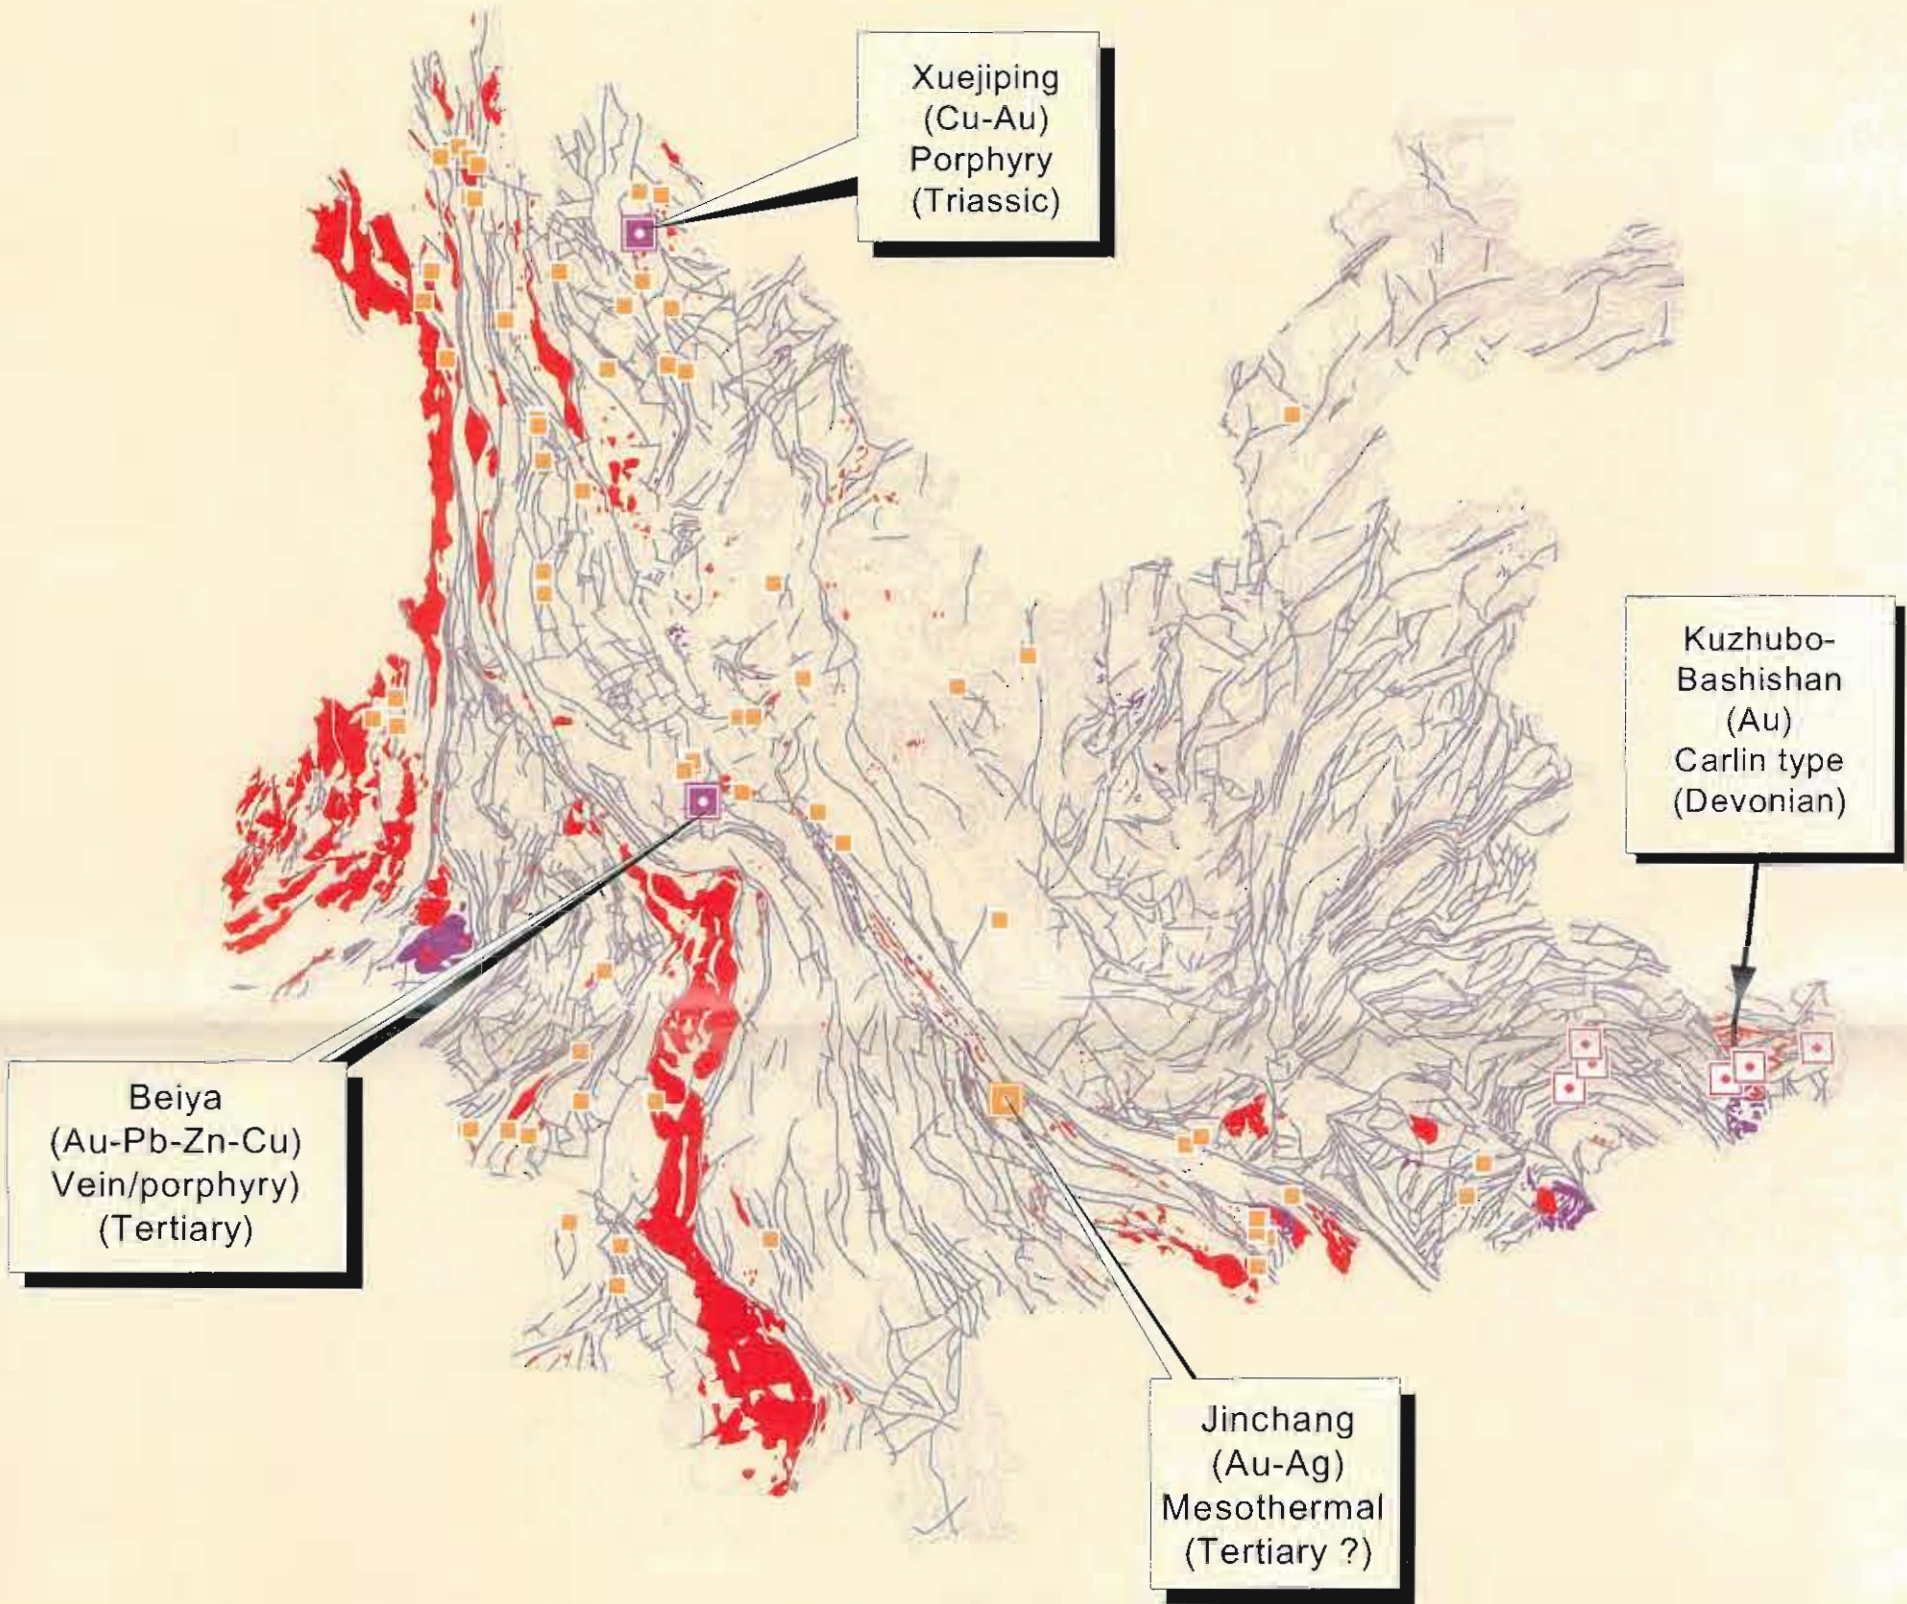 Xuejiping
(Cu-Au)
Porphyry
(Triassic)
Kuzhubo-
Bashishan
(Au)
Carlin type
(Devonian)
Beiya
(Au-Pb-Zn-Cu)
Vein/porphyry)
(Tertiary)
Jinchang
(Au-Ag)
Mesothermal
(Tertiary ?)